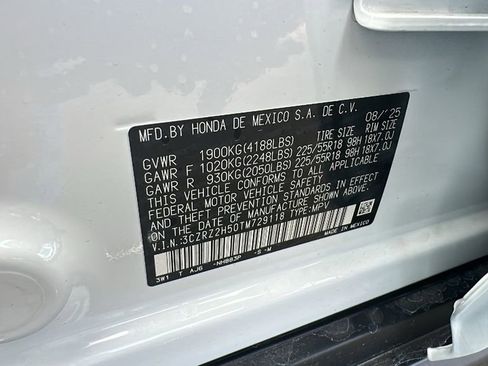 MFD. BY HONDA DE MEXICO S.A. DE C.V. 08/'25
GVWR 1900KG(4188LBS) TIRE SIZE RIM SIZE
GAWR F 1020KG(2248LBS) 225/55R18 98H 18X7.0J
GAWR R 930KG(2050LBS) 225/55R18 98H 18X7.0J
THIS VEHICLE CONFORMS TO ALL APPLICABLE
FEDERAL MOTOR VEHICLE SAFETY AND THEFT
PREVENTION STANDARDS IN EFFECT ON THE
DATE OF MANUFACTURE SHOWN ABOVE.
V.I.N.:3CZRZ2H50TM729118 TYPE:MPV
3W1 T AJG -NH883P -S -M MADE IN MEXICO